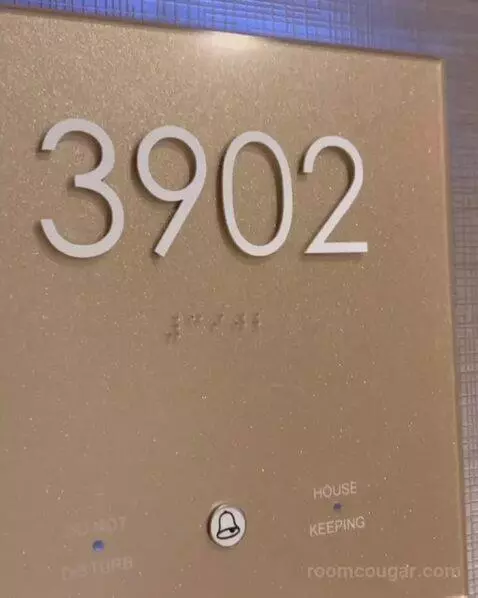 3902
DO NOT
DISTURB
HOUSE
KEEPING
roomcougar.com